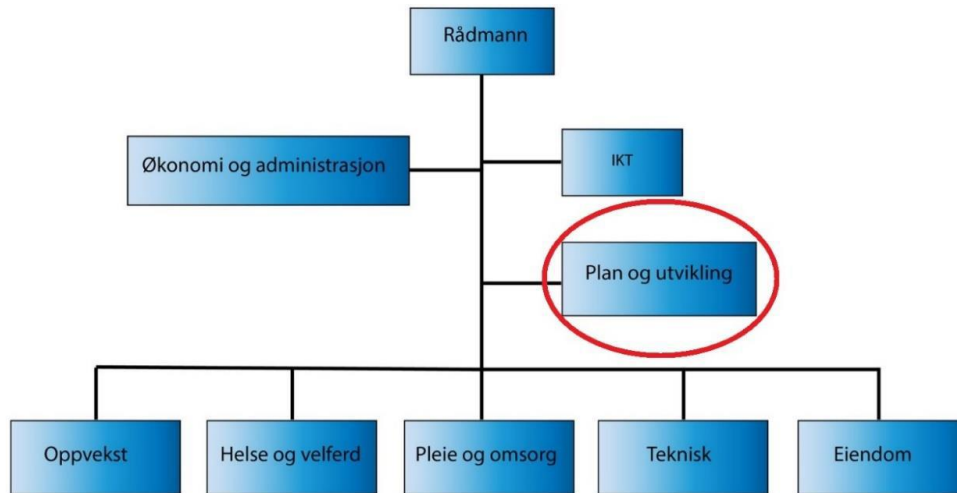 Rådmann
Økonomi og administrasjon
IKT
Plan og utvikling
Oppvekst
Helse og velferd
Pleie og omsorg
Teknisk
Eiendom